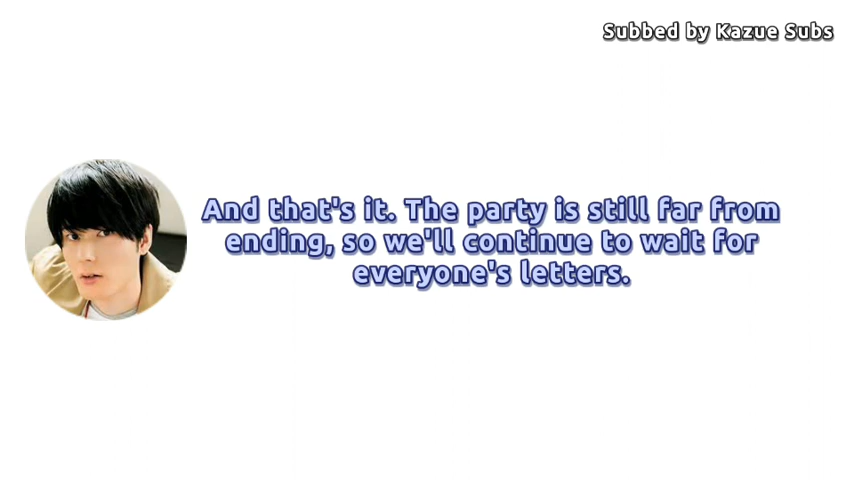 Subbed by Kazue Subs
And that's it. The party is still far from
ending, so we'll continue to wait for
everyone's letters.